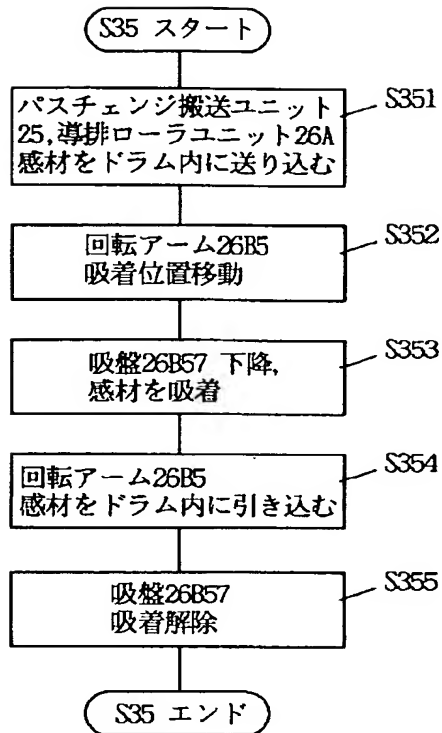 S35 スタート
パスチェンジ搬送ユニット
25,導排ローラユニット26A
感材をドラム内に送り込む
S351
回転アーム26B5
吸着位置移動
S352
吸盤26B57 下降,
感材を吸着
S353
回転アーム26B5
感材をドラム内に引き込む
S354
吸盤26B57
吸着解除
S355
S35 エンド